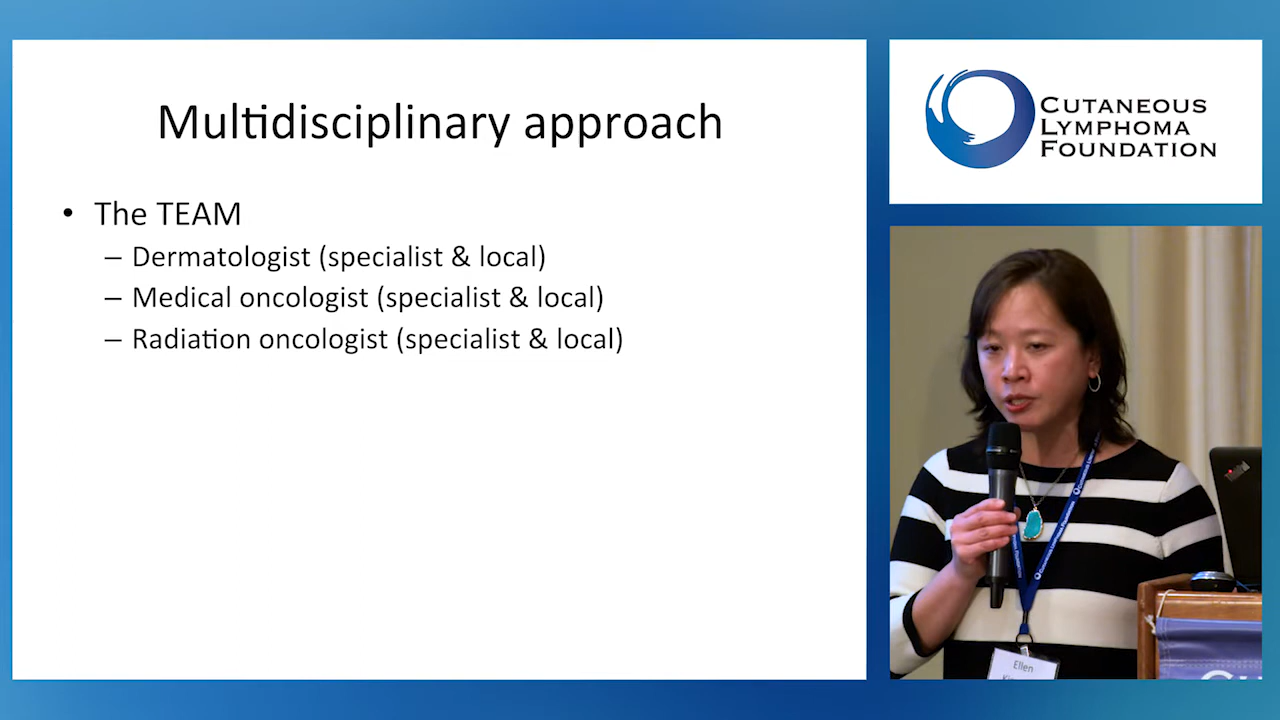 Multidisciplinary approach
• The TEAM
– Dermatologist (specialist & local)
– Medical oncologist (specialist & local)
– Radiation oncologist (specialist & local)
CUTANEOUS
LYMPHOMA
FOUNDATION
Ellen